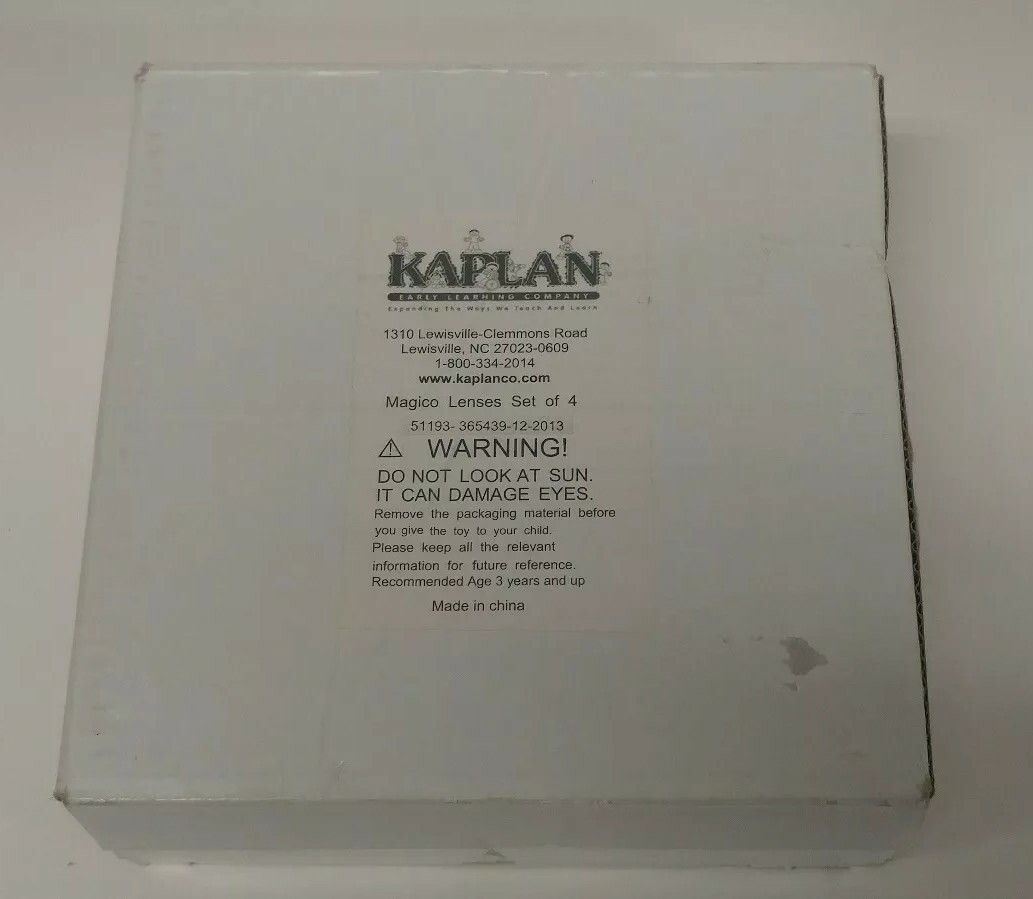 KAPLAN
EARLY LEARNING COMPANY
Expanding The Ways We Teach And Learn
1310 Lewisville-Clemmons Road
Lewisville, NC 27023-0609
1-800-334-2014
www.kaplanco.com
Magico Lenses Set of 4
51193- 365439-12-2013
⚠ WARNING!
DO NOT LOOK AT SUN.
IT CAN DAMAGE EYES.
Remove the packaging material before
you give the toy to your child.
Please keep all the relevant
information for future reference.
Recommended Age 3 years and up
Made in china